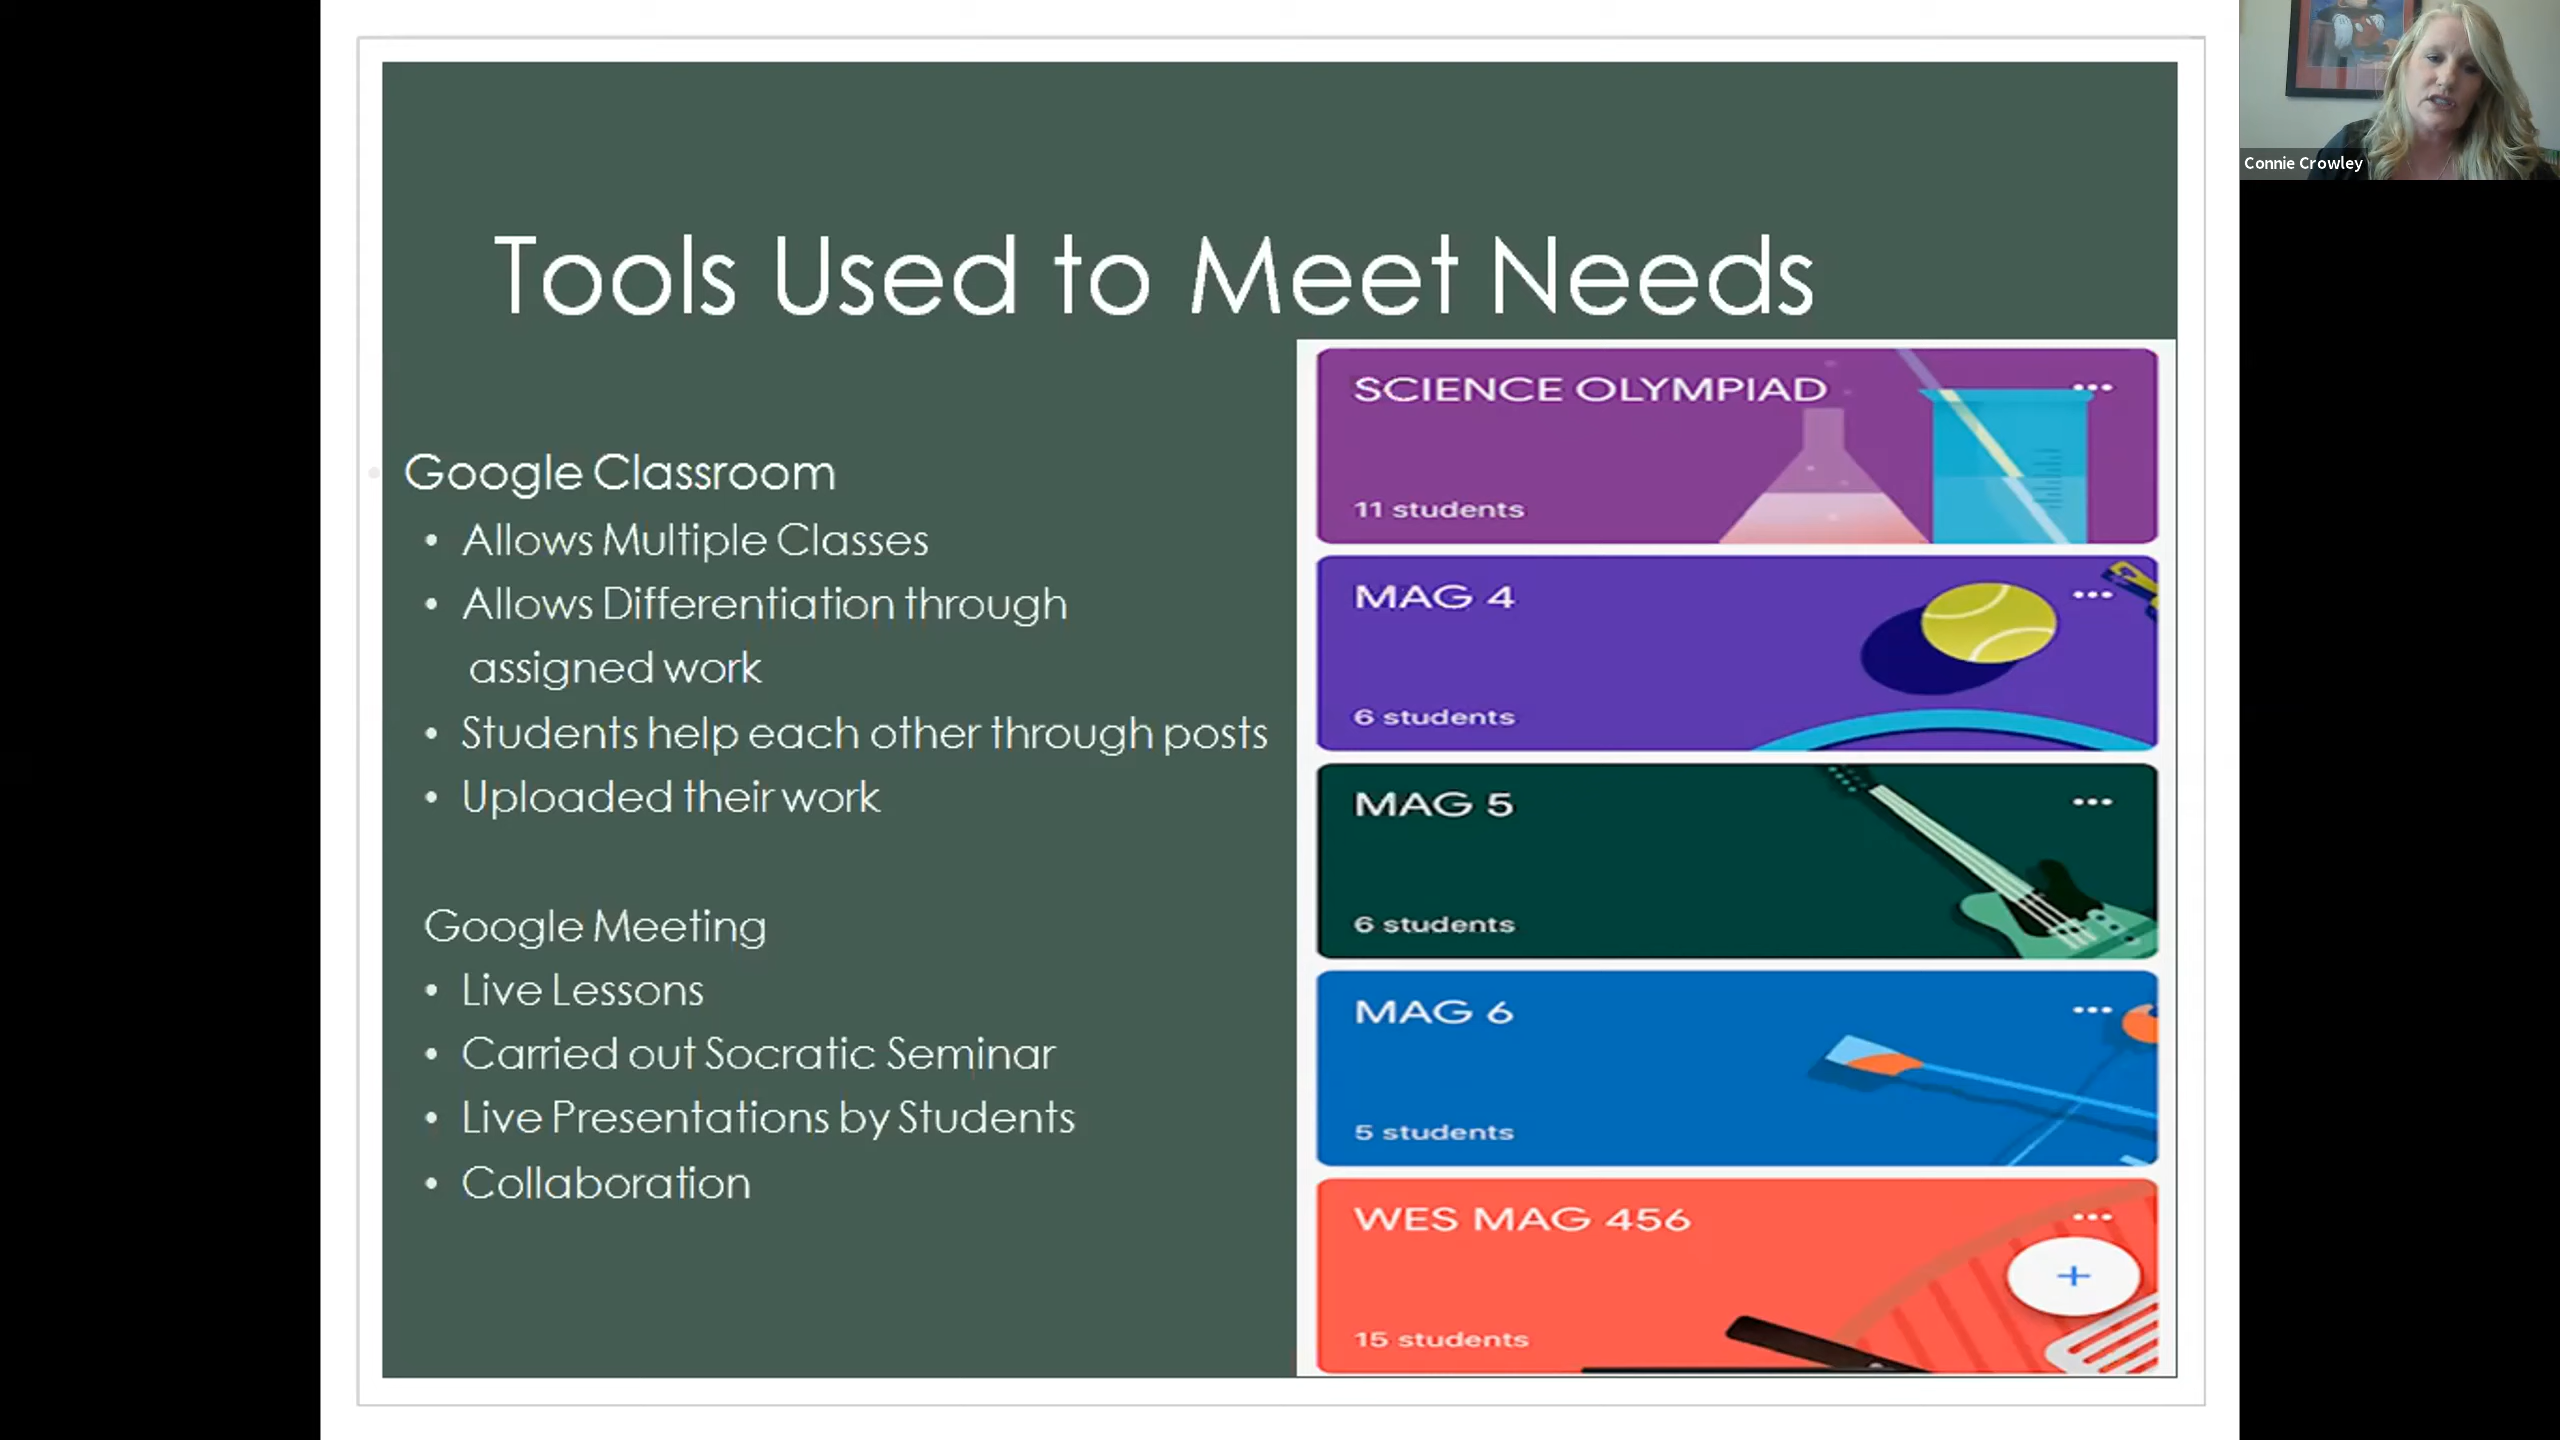 Tools Used to Meet Needs
Google Classroom
• Allows Multiple Classes
• Allows Differentiation through
assigned work
• Students help each other through posts
• Uploaded their work
Google Meeting
• Live Lessons
• Carried out Socratic Seminar
• Live Presentations by Students
• Collaboration
SCIENCE OLYMPIAD
11 students
MAG 4
6 students
MAG 5
6 students
MAG 6
5 students
WES MAG 456
15 students
Connie Crowley